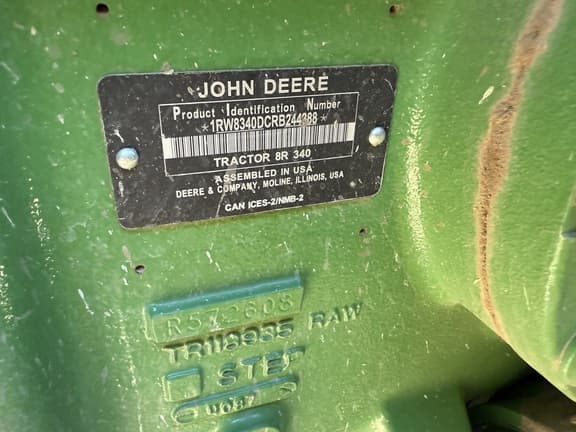 JOHN DEERE
Product Identification Number
*1RW8340DCRB244388*
TRACTOR 8R 340
ASSEMBLED IN USA
DEERE & COMPANY, MOLINE, ILLINOIS, USA
CAN ICES-2/NMB-2
R572608
TR118935 RAW
STEP